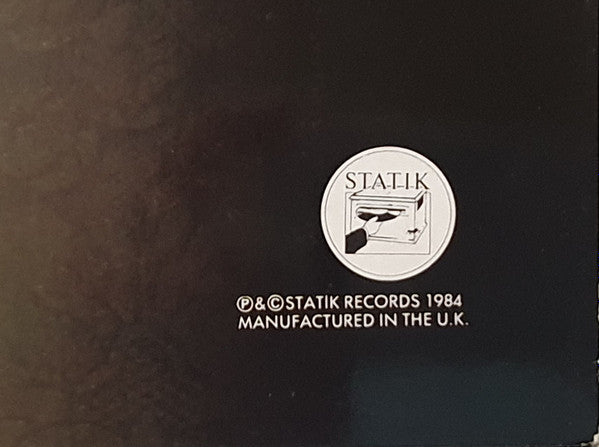 STATIK
℗&©STATIK RECORDS 1984
MANUFACTURED IN THE U.K.